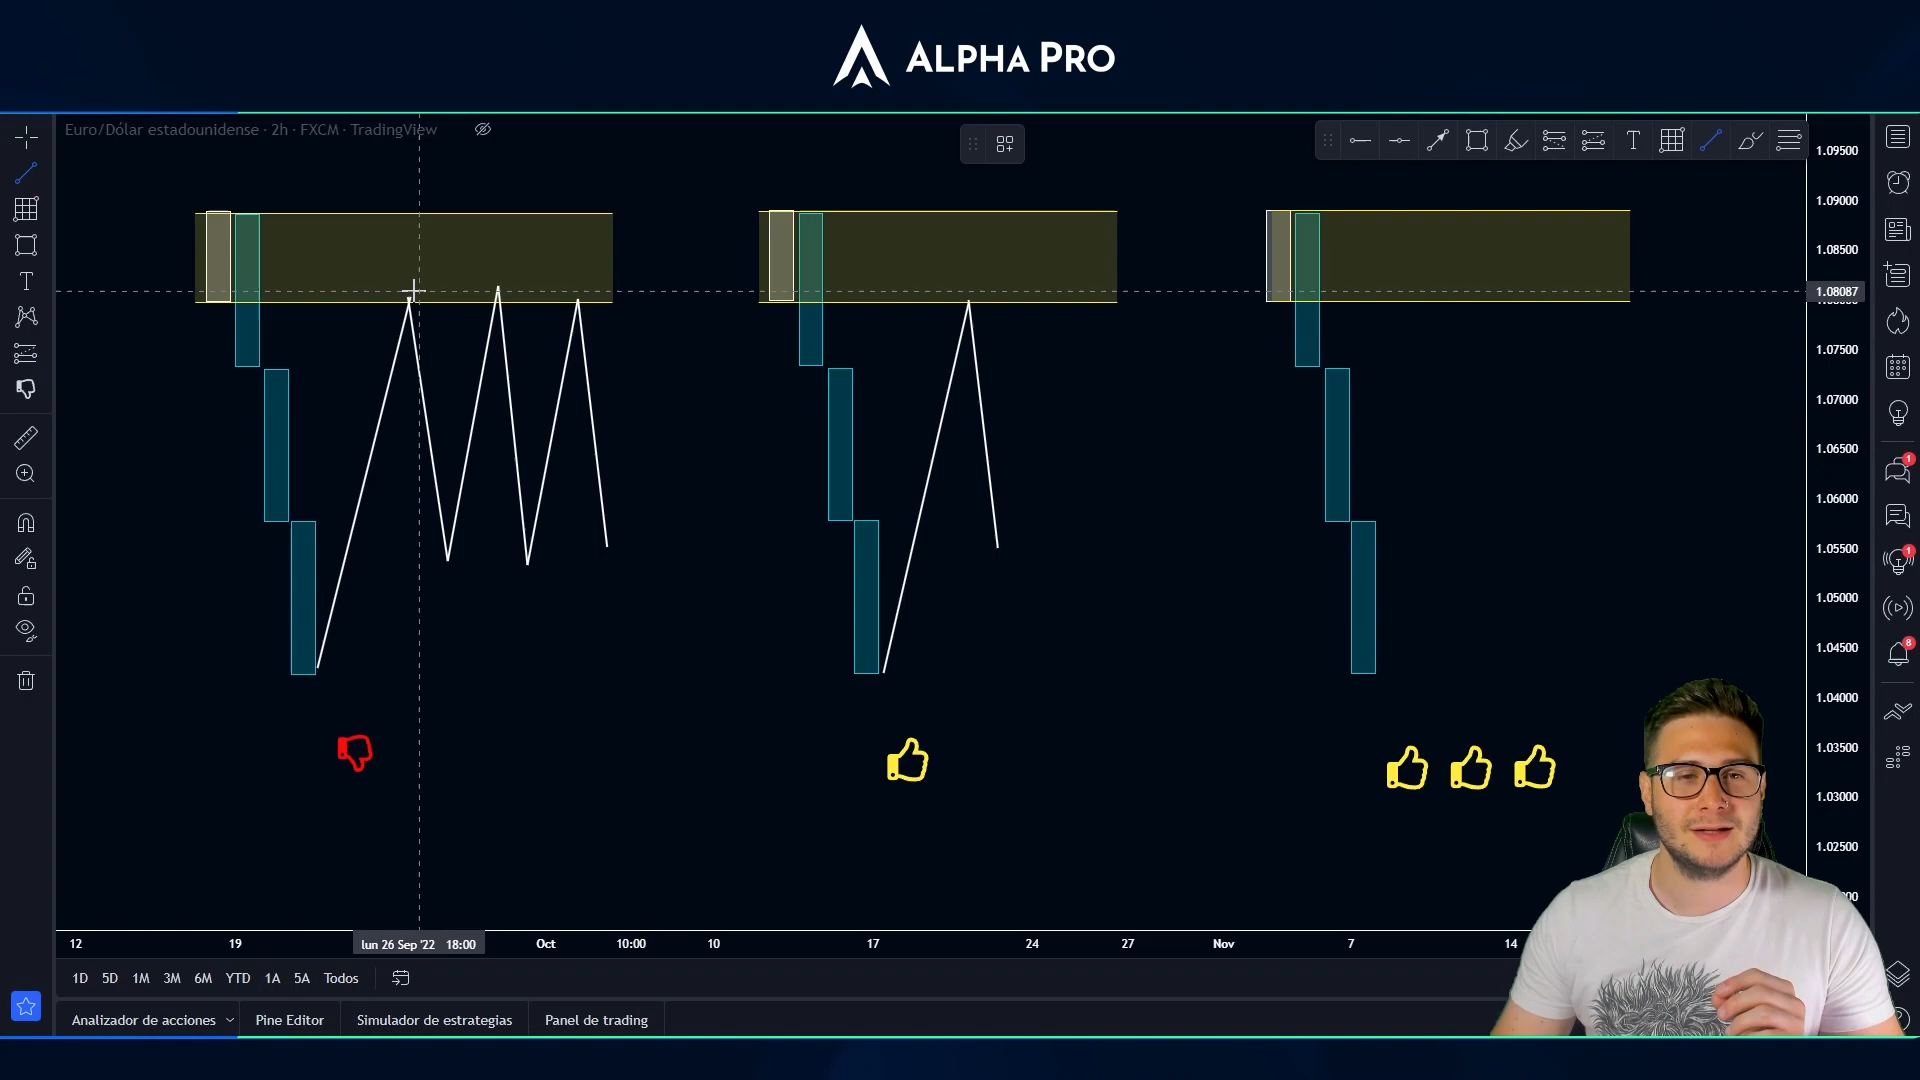 ALPHA PRO
Euro/Dólar estadounidense · 2h · FXCM · TradingView
1.09500
1.09000
1.08500
1.08087
1.07500
1.07000
1.06500
1.06000
1.05500
1.05000
1.04500
1.04000
1.03500
1.03000
1.02500
1
1
8
12
19
lun 26 Sep '22 18:00
Oct
10:00
10
17
24
27
Nov
7
14
1D 5D 1M 3M 6M YTD 1A 5A Todos
Analizador de acciones
Pine Editor
Simulador de estrategias
Panel de trading